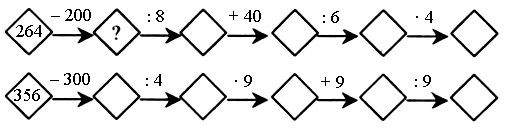 264 – 200 ? : 8 + 40 : 6 · 4
356 – 300 : 4 · 9 + 9 : 9